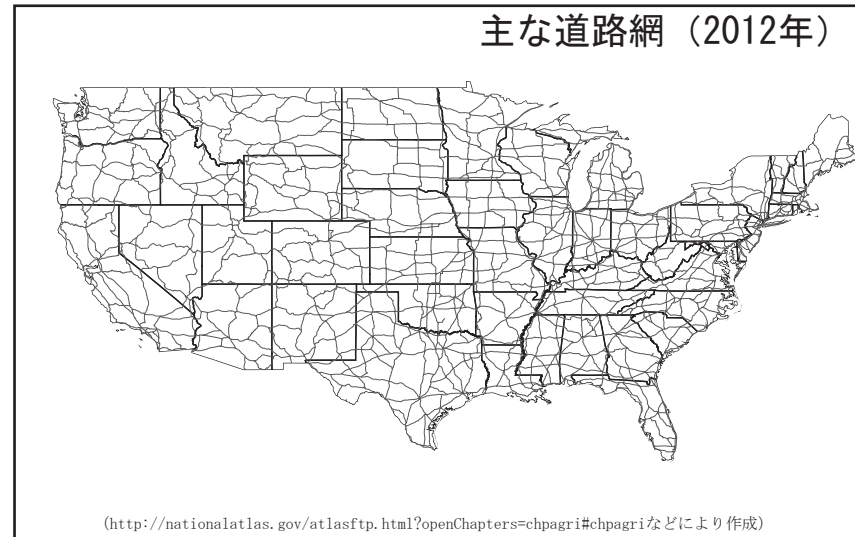 主な道路網（2012年）
(http://nationalatlas.gov/atlasftp.html?openChapters=chpagri#chpagriなどにより作成)